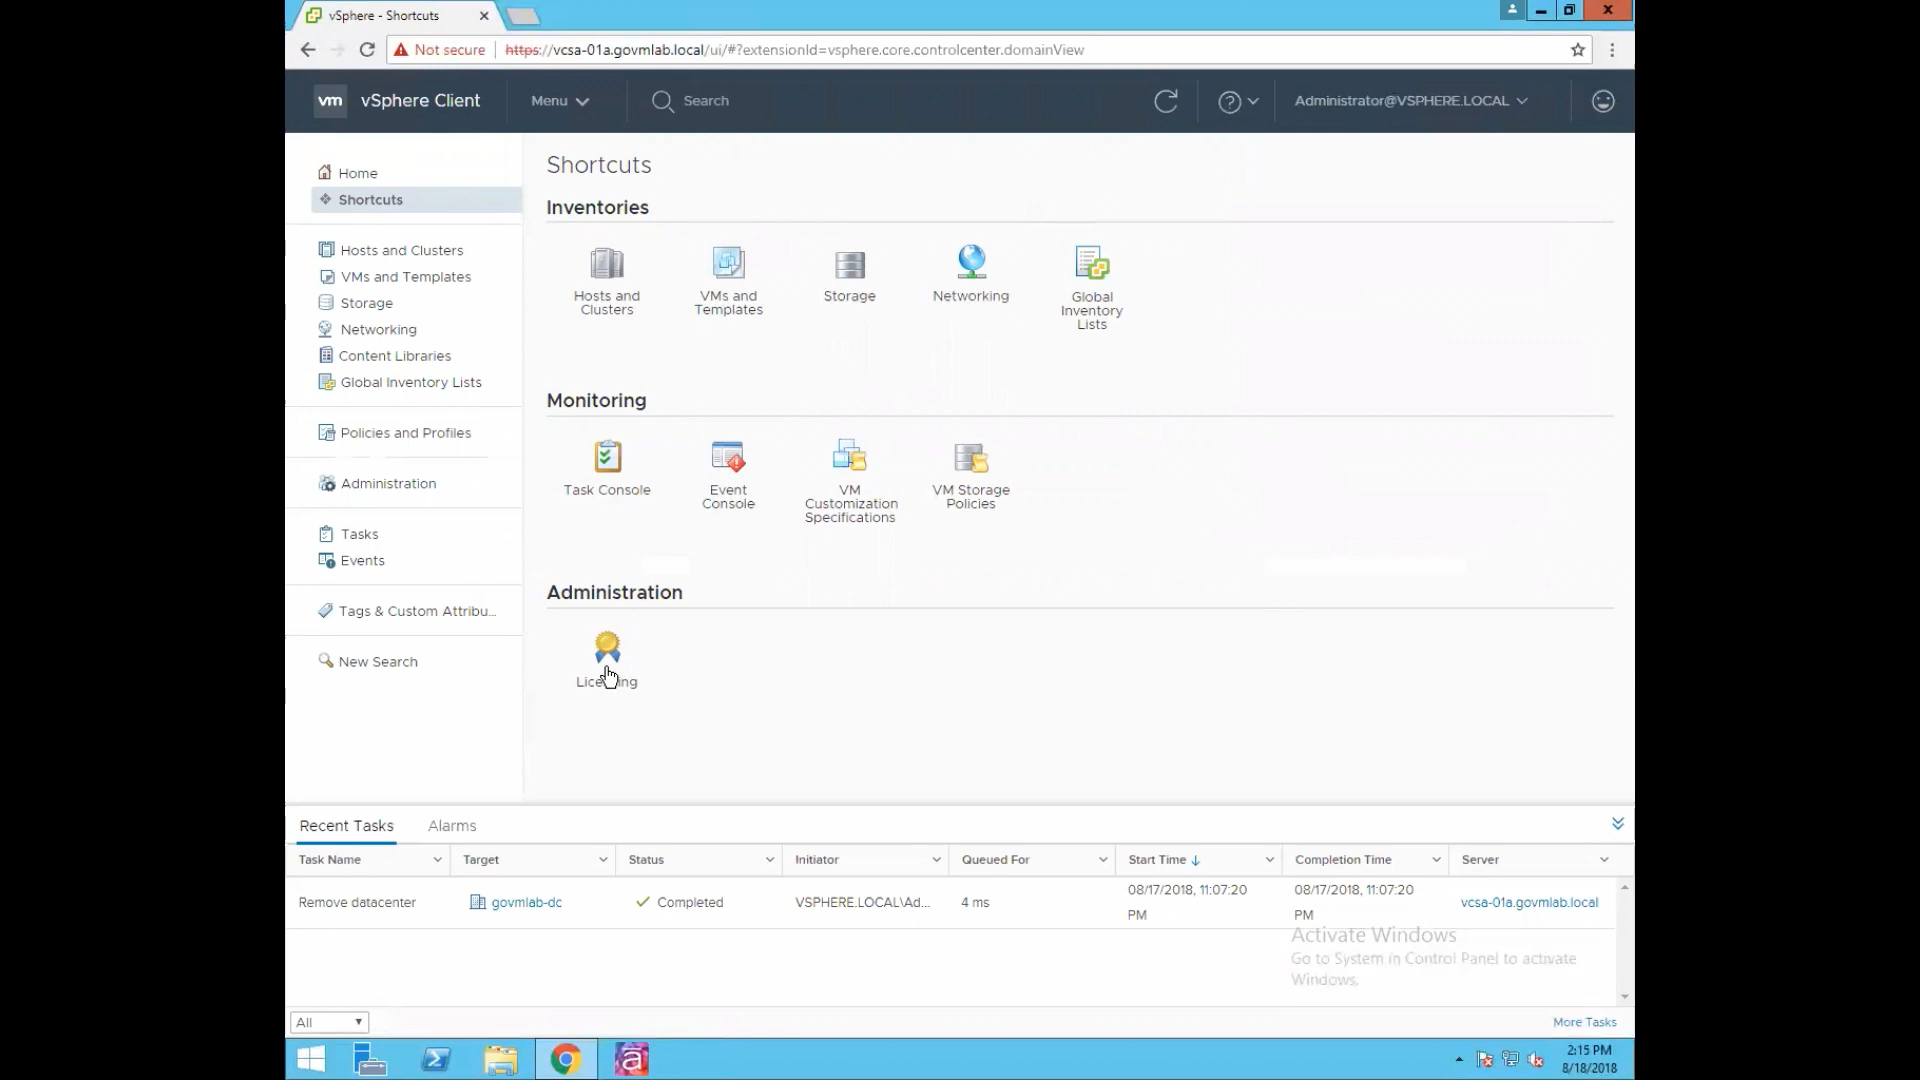 vSphere - Shortcuts
Not secure
https://vcsa-01a.govmlab.local/ui/#?extensionId=vsphere.core.controlcenter.domainView
vm
vSphere Client
Menu
Search
Administrator@VSPHERE.LOCAL
Home
Shortcuts
Hosts and Clusters
VMs and Templates
Storage
Networking
Content Libraries
Global Inventory Lists
Policies and Profiles
Administration
Tasks
Events
Tags & Custom Attribu...
New Search
Shortcuts
Inventories
Hosts and
Clusters
VMs and
Templates
Storage
Networking
Global
Inventory
Lists
Monitoring
Task Console
Event
Console
VM
Customization
Specifications
VM Storage
Policies
Administration
Licensing
Recent Tasks
Alarms
Task Name
Target
Status
Initiator
Queued For
Start Time
Completion Time
Server
Remove datacenter
govmlab-dc
Completed
VSPHERE.LOCAL\Ad...
4 ms
08/17/2018, 11:07:20
PM
08/17/2018, 11:07:20
PM
vcsa-01a.govmlab.local
Activate Windows
Go to System in Control Panel to activate
Windows.
All
More Tasks
2:15 PM
8/18/2018